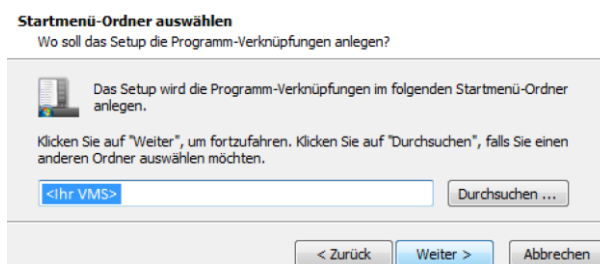 Startmenü-Ordner auswählen
Wo soll das Setup die Programm-Verknüpfungen anlegen?
Das Setup wird die Programm-Verknüpfungen im folgenden Startmenü-Ordner
anlegen.
Klicken Sie auf "Weiter", um fortzufahren. Klicken Sie auf "Durchsuchen", falls Sie einen
anderen Ordner auswählen möchten.
<Ihr VMS>
Durchsuchen ...
< Zurück
Weiter >
Abbrechen